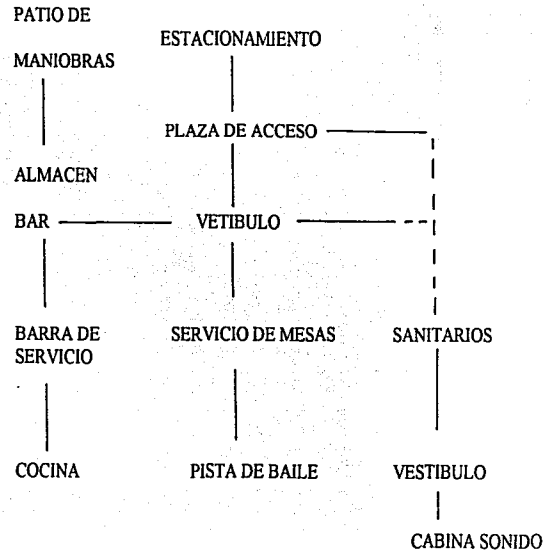 PATIO DE
MANIOBRAS
ESTACIONAMIENTO
PLAZA DE ACCESO
ALMACEN
BAR
VETIBULO
BARRA DE
SERVICIO
SERVICIO DE MESAS
SANITARIOS
COCINA
PISTA DE BAILE
VESTIBULO
CABINA SONIDO